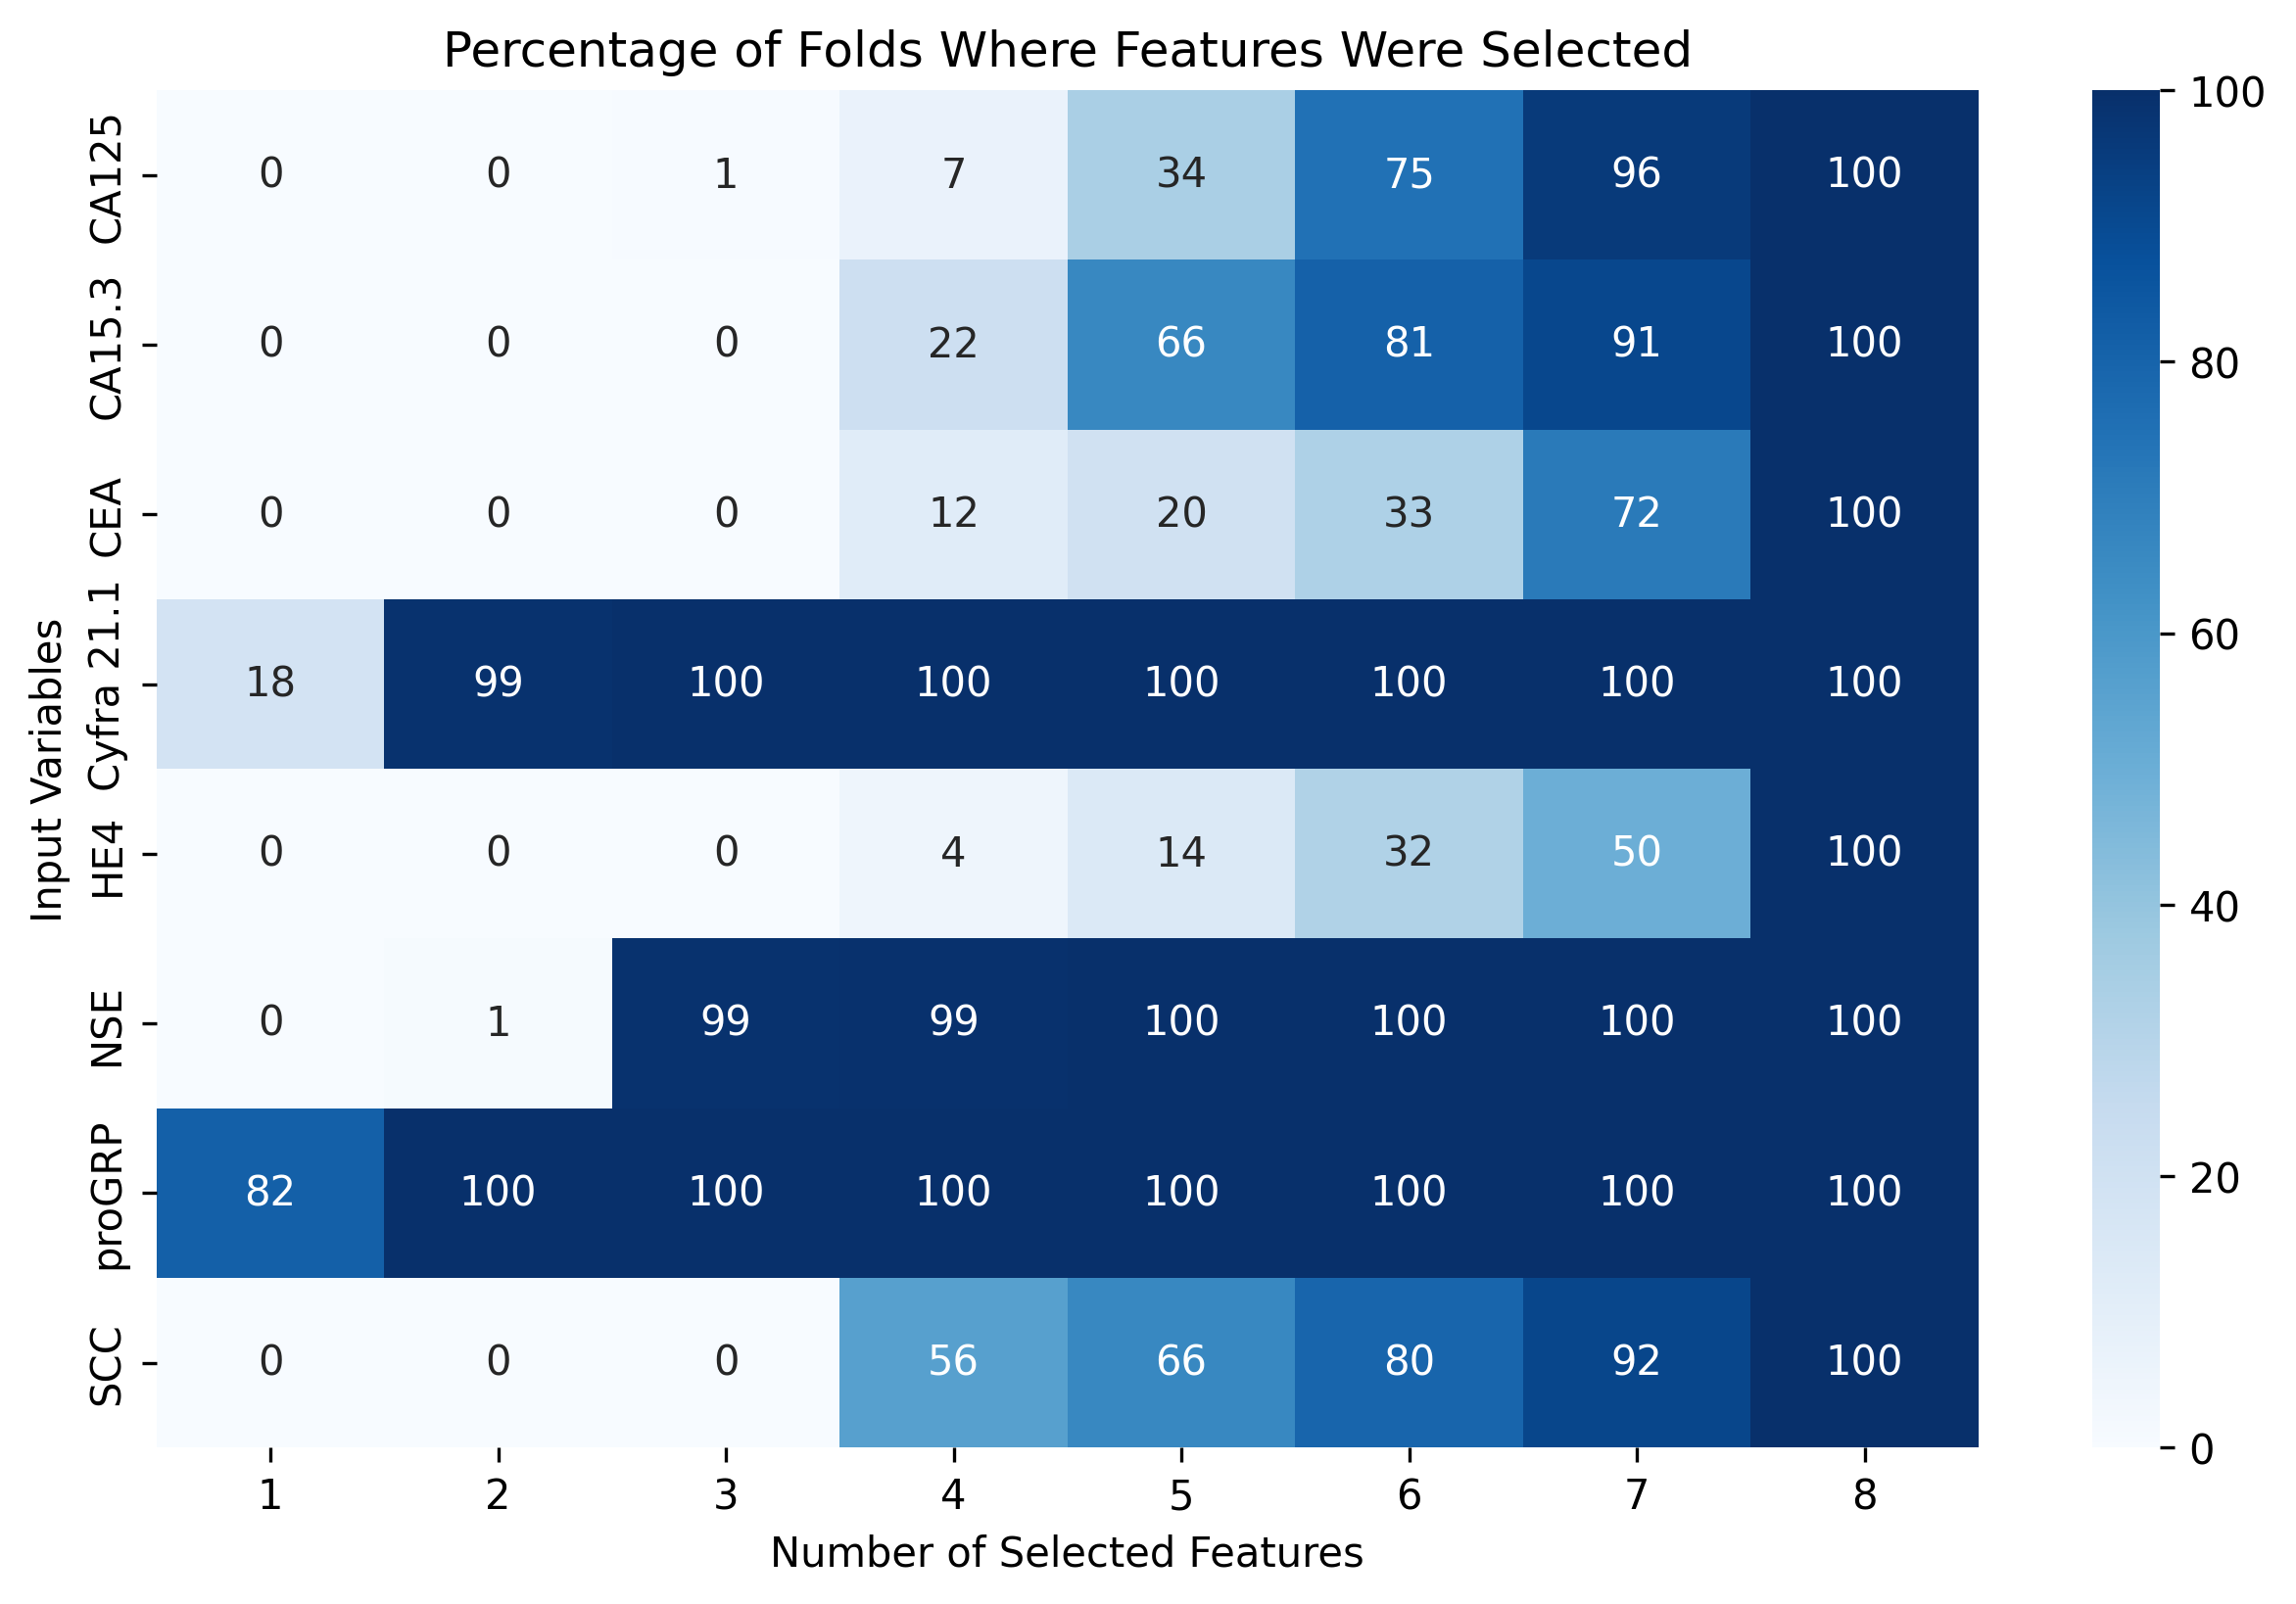 Percentage of Folds Where Features Were Selected
Input Variables
CA125 0 0 1 7 34 75 96 100
CA15.3 0 0 0 22 66 81 91 100
CEA 0 0 0 12 20 33 72 100
Cyfra 21.1 18 99 100 100 100 100 100 100
HE4 0 0 0 4 14 32 50 100
NSE 0 1 99 99 100 100 100 100
proGRP 82 100 100 100 100 100 100 100
SCC 0 0 0 56 66 80 92 100
1 2 3 4 5 6 7 8
Number of Selected Features
100
80
60
40
20
0